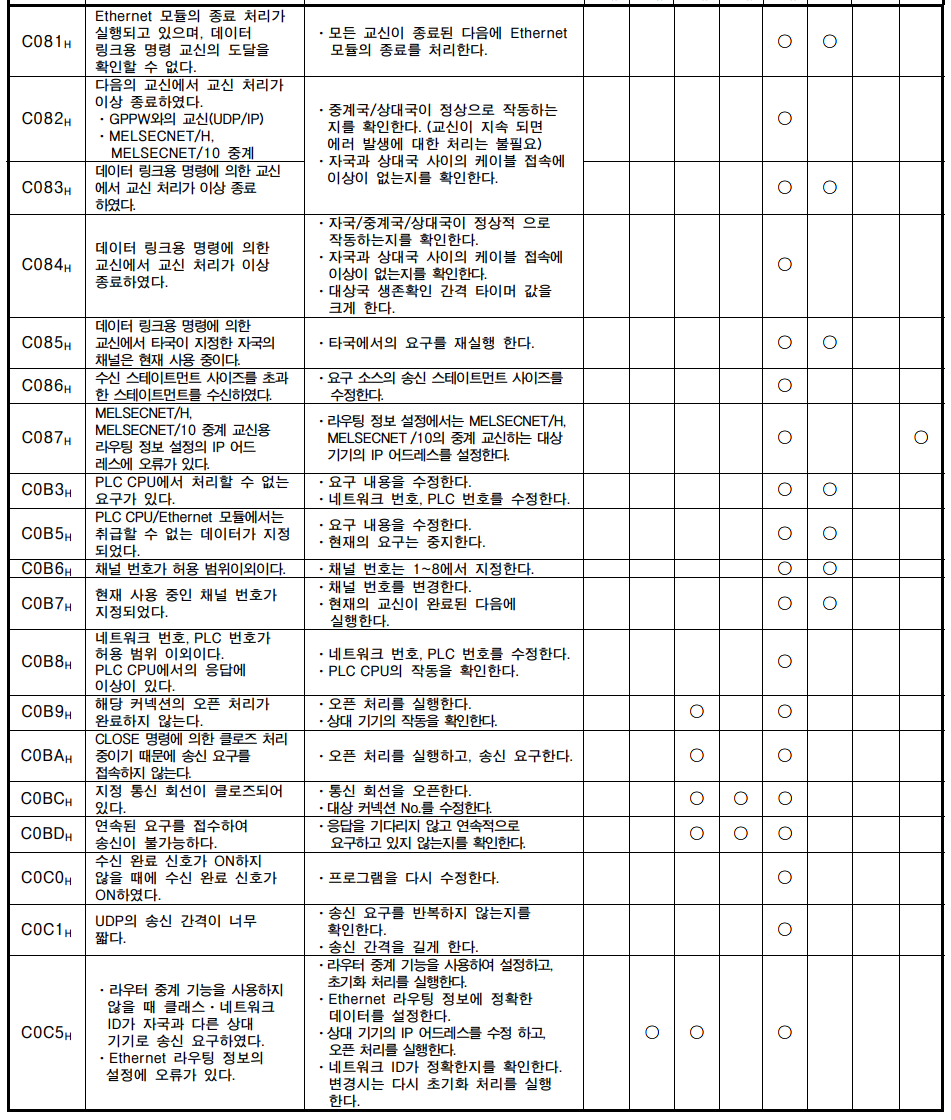 C081H
Ethernet 모듈의 종료 처리가
실행되고 있으며, 데이터
링크용 명령 교신의 도달을
확인할 수 없다.
· 모든 교신이 종료된 다음에 Ethernet
모듈의 종료를 처리한다.
○ ○
C082H
다음의 교신에서 교신 처리가
이상 종료하였다.
· GPPW와의 교신(UDP/IP)
· MELSECNET/H,
MELSECNET/10 중계
· 중계국/상대국이 정상으로 작동하는
지를 확인한다. (교신이 지속 되면
에러 발생에 대한 처리는 불필요)
· 자국과 상대국 사이의 케이블 접속에
이상이 없는지를 확인한다.
○
C083H
데이터 링크용 명령에 의한 교신
에서 교신 처리가 이상 종료
하였다.
○ ○
C084H
데이터 링크용 명령에 의한
교신에서 교신 처리가 이상
종료하였다.
· 자국/중계국/상대국이 정상적 으로
작동하는지를 확인한다.
· 자국과 상대국 사이의 케이블 접속에
이상이 없는지를 확인한다.
· 대상국 생존확인 간격 타이머 값을
크게 한다.
○
C085H
데이터 링크용 명령에 의한
교신에서 타국이 지정한 자국의
채널은 현재 사용 중이다.
· 타국에서의 요구를 재실행 한다.
○ ○
C086H
수신 스테이트먼트 사이즈를 초과
한 스테이트먼트를 수신하였다.
· 요구 소스의 송신 스테이트먼트 사이즈를
수정한다.
○
C087H
MELSECNET/H,
MELSECNET/10 중계 교신용
라우팅 정보 설정의 IP 어드
레스에 오류가 있다.
· 라우팅 정보 설정에서는 MELSECNET/H,
MELSECNET /10의 중계 교신하는 대상
기기의 IP 어드레스를 설정한다.
○ ○
C0B3H
PLC CPU에서 처리할 수 없는
요구가 있다.
· 요구 내용을 수정한다.
· 네트워크 번호, PLC 번호를 수정한다.
○ ○
C0B5H
PLC CPU/Ethernet 모듈에서는
취급할 수 없는 데이터가 지정
되었다.
· 요구 내용을 수정한다.
· 현재의 요구는 중지한다.
○ ○
C0B6H
채널 번호가 허용 범위이외이다.
· 채널 번호는 1~8에서 지정한다.
○ ○
C0B7H
현재 사용 중인 채널 번호가
지정되었다.
· 채널 번호를 변경한다.
· 현재의 교신이 완료된 다음에
실행한다.
○ ○
C0B8H
네트워크 번호, PLC 번호가
허용 범위 이외이다.
PLC CPU에서의 응답에
이상이 있다.
· 네트워크 번호, PLC 번호를 수정한다.
· PLC CPU의 작동을 확인한다.
○
C0B9H
해당 커넥션의 오픈 처리가
완료하지 않는다.
· 오픈 처리를 실행한다.
· 상대 기기의 작동을 확인한다.
○ ○
C0BAH
CLOSE 명령에 의한 클로즈 처리
중이기 때문에 송신 요구를
접속하지 않는다.
· 오픈 처리를 실행하고, 송신 요구한다.
○ ○
C0BCH
지정 통신 회선이 클로즈되어
있다.
· 통신 회선을 오픈한다.
· 대상 커넥션 No.를 수정한다.
○ ○ ○
C0BDH
연속된 요구를 접수하여
송신이 불가능하다.
· 응답을 기다리지 않고 연속적으로
요구하고 있지 않는지를 확인한다.
○ ○ ○
C0C0H
수신 완료 신호가 ON하지
않을 때에 수신 완료 신호가
ON하였다.
· 프로그램을 다시 수정한다.
○
C0C1H
UDP의 송신 간격이 너무
짧다.
· 송신 요구를 반복하지 않는지를
확인한다.
· 송신 간격을 길게 한다.
○
C0C5H
· 라우터 중계 기능을 사용하지
않을 때 클래스 · 네트워크
ID가 자국과 다른 상대
기기로 송신 요구하였다.
· Ethernet 라우팅 정보의
설정에 오류가 있다.
· 라우터 중계 기능을 사용하여 설정하고,
초기화 처리를 실행한다.
· Ethernet 라우팅 정보에 정확한
데이터를 설정한다.
· 상대 기기의 IP 어드레스를 수정 하고,
오픈 처리를 실행한다.
· 네트워크 ID가 정확한지를 확인한다.
변경시는 다시 초기화 처리를 실행
한다.
○ ○ ○